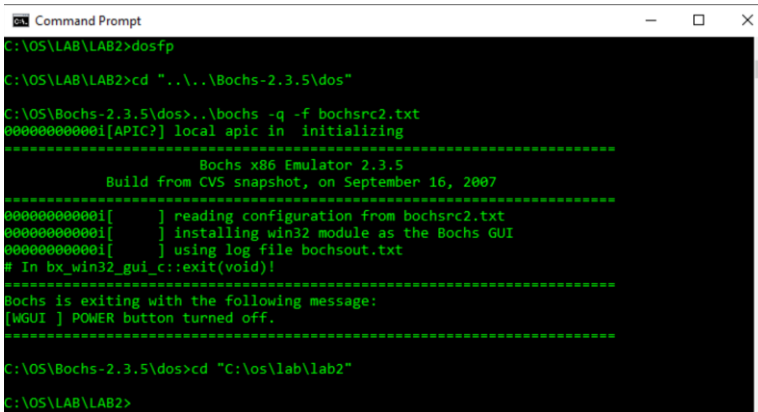 Command Prompt
C:\OS\LAB\LAB2>dosfp
C:\OS\LAB\LAB2>cd "..\..\Bochs-2.3.5\dos"
C:\OS\Bochs-2.3.5\dos>..\bochs -q -f bochsrc2.txt
00000000000i[APIC?] local apic in  initializing
========================================================================
Bochs x86 Emulator 2.3.5
Build from CVS snapshot, on September 16, 2007
========================================================================
00000000000i[     ] reading configuration from bochsrc2.txt
00000000000i[     ] installing win32 module as the Bochs GUI
00000000000i[     ] using log file bochsout.txt
# In bx_win32_gui_c::exit(void)!
========================================================================
Bochs is exiting with the following message:
[WGUI ] POWER button turned off.
========================================================================
C:\OS\Bochs-2.3.5\dos>cd "C:\os\lab\lab2"
C:\OS\LAB\LAB2>